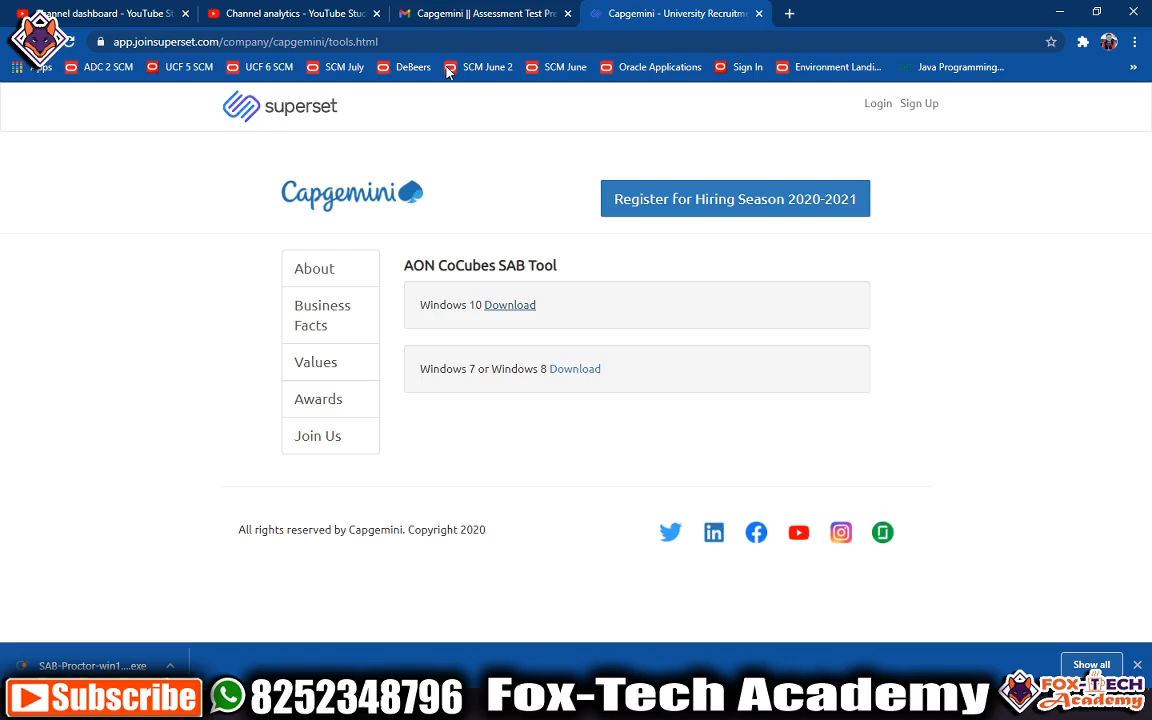 hannel dashboard - YouTube St
Channel analytics - YouTube Stud
Capgemini || Assessment Test Pre
Capgemini - University Recruitme
app.joinsuperset.com/company/capgemini/tools.html
Apps
ADC 2 SCM
UCF 5 SCM
UCF 6 SCM
SCM July
DeBeers
SCM June 2
SCM June
Oracle Applications
Sign In
Environment Landi...
Java Programming...
superset
Login
Sign Up
Capgemini
Register for Hiring Season 2020-2021
About
Business
Facts
Values
Awards
Join Us
AON CoCubes SAB Tool
Windows 10 Download
Windows 7 or Windows 8 Download
All rights reserved by Capgemini. Copyright 2020
SAB-Proctor-win1....exe
Show all
Subscribe
8252348796
Fox-Tech Academy
FOX-TECH
Academy